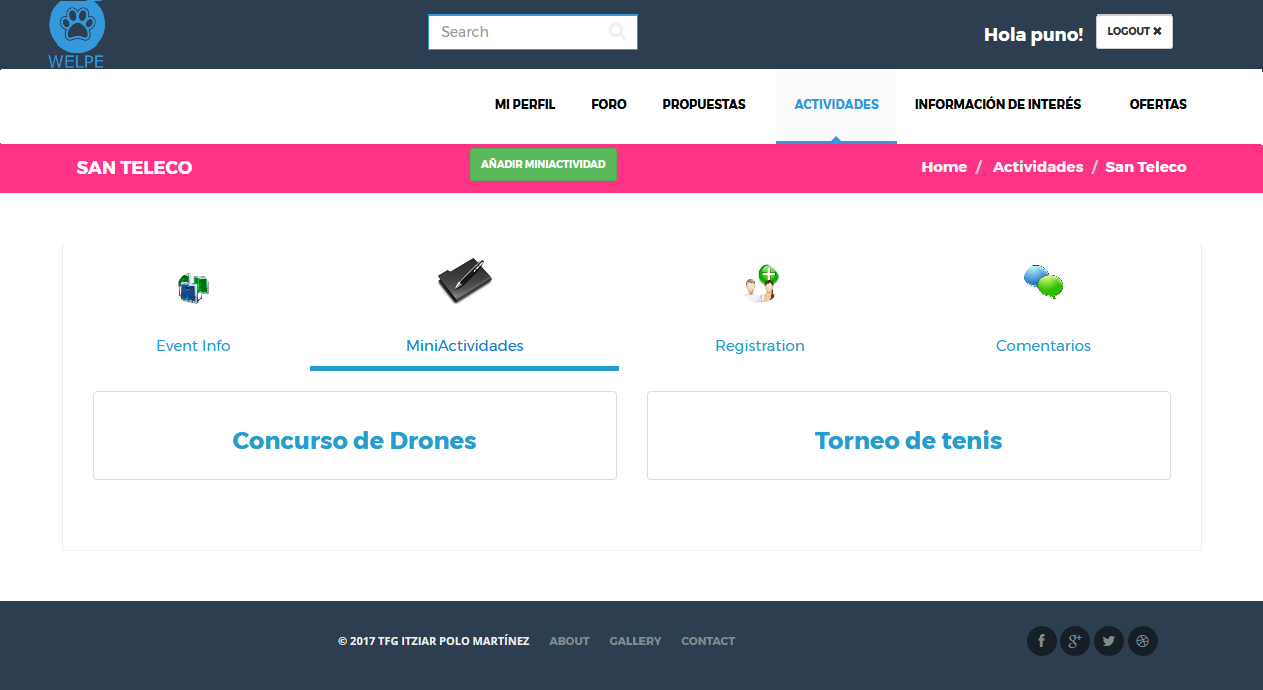 WELPE
Search
Hola puno!
LOGOUT ✖
MI PERFIL
FORO
PROPUESTAS
ACTIVIDADES
INFORMACIÓN DE INTERÉS
OFERTAS
SAN TELECO
AÑADIR MINIACTIVIDAD
Home / Actividades / San Teleco
Event Info
MiniActividades
Registration
Comentarios
Concurso de Drones
Torneo de tenis
© 2017 TFG ITZIAR POLO MARTÍNEZ
ABOUT
GALLERY
CONTACT